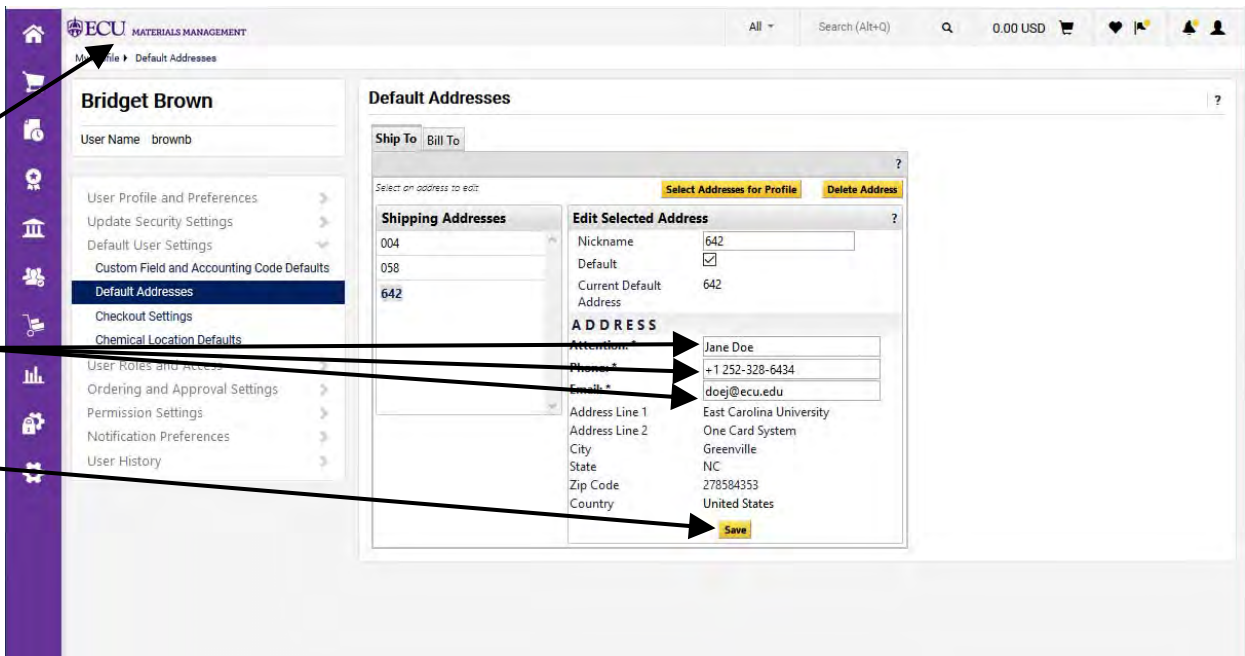 ECU MATERIALS MANAGEMENT
All
Search (Alt+Q)
0.00 USD
Default Addresses
Bridget Brown
User Name brownb
User Profile and Preferences
Update Security Settings
Default User Settings
Custom Field and Accounting Code Defaults
Default Addresses
Checkout Settings
Chemical Location Defaults
User Roles and Access
Ordering and Approval Settings
Permission Settings
Notification Preferences
User History
Default Addresses
?
Ship To Bill To
?
Select an address to edit
Select Addresses for Profile
Delete Address
Shipping Addresses
004
058
642
Edit Selected Address ?
Nickname 642
Default
Current Default Address 642
ADDRESS
Attention: * Jane Doe
Phone: * +1 252-328-6434
Email: * doej@ecu.edu
Address Line 1 East Carolina University
Address Line 2 One Card System
City Greenville
State NC
Zip Code 278584353
Country United States
Save